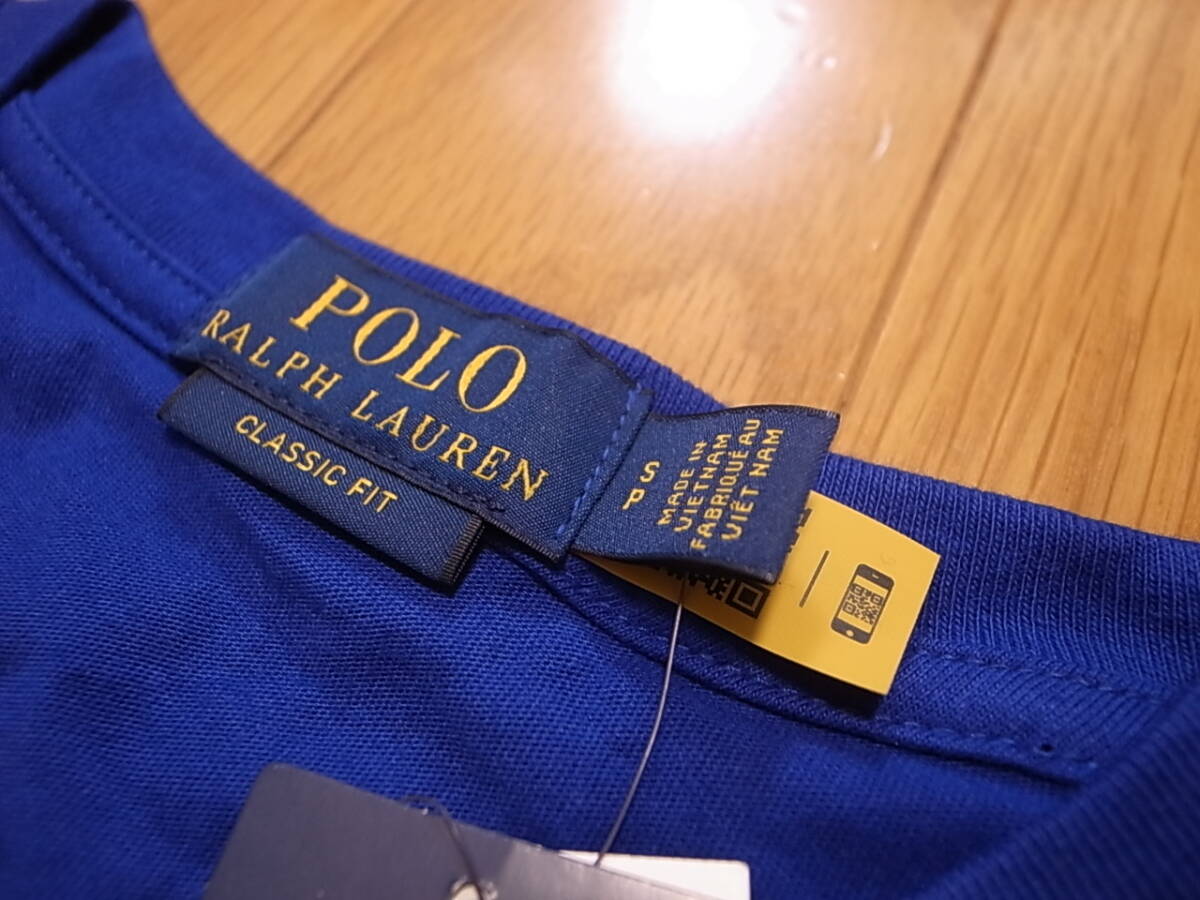 POLO
RALPH LAUREN
CLASSIC FIT
S
P
MADE IN
VIETNAM
FABRIQUÉ AU
VIÊT NAM